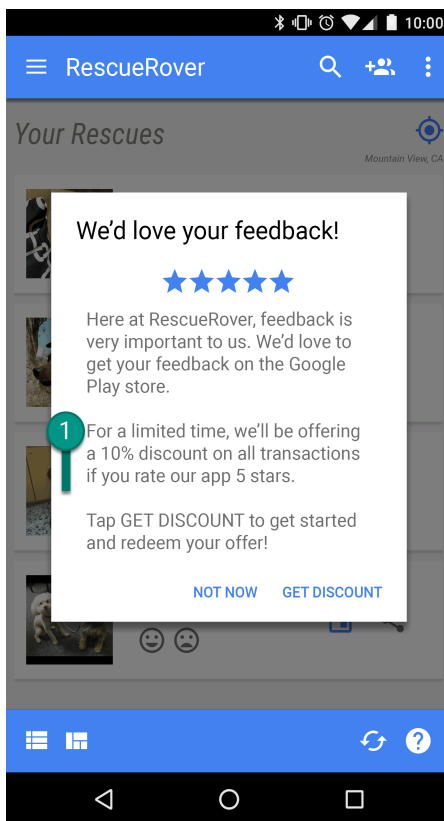 10:00
RescueRover
Your Rescues
Mountain View, CA
We'd love your feedback!
Here at RescueRover, feedback is
very important to us. We'd love to
get your feedback on the Google
Play store.
1
For a limited time, we'll be offering
a 10% discount on all transactions
if you rate our app 5 stars.
Tap GET DISCOUNT to get started
and redeem your offer!
NOT NOW GET DISCOUNT